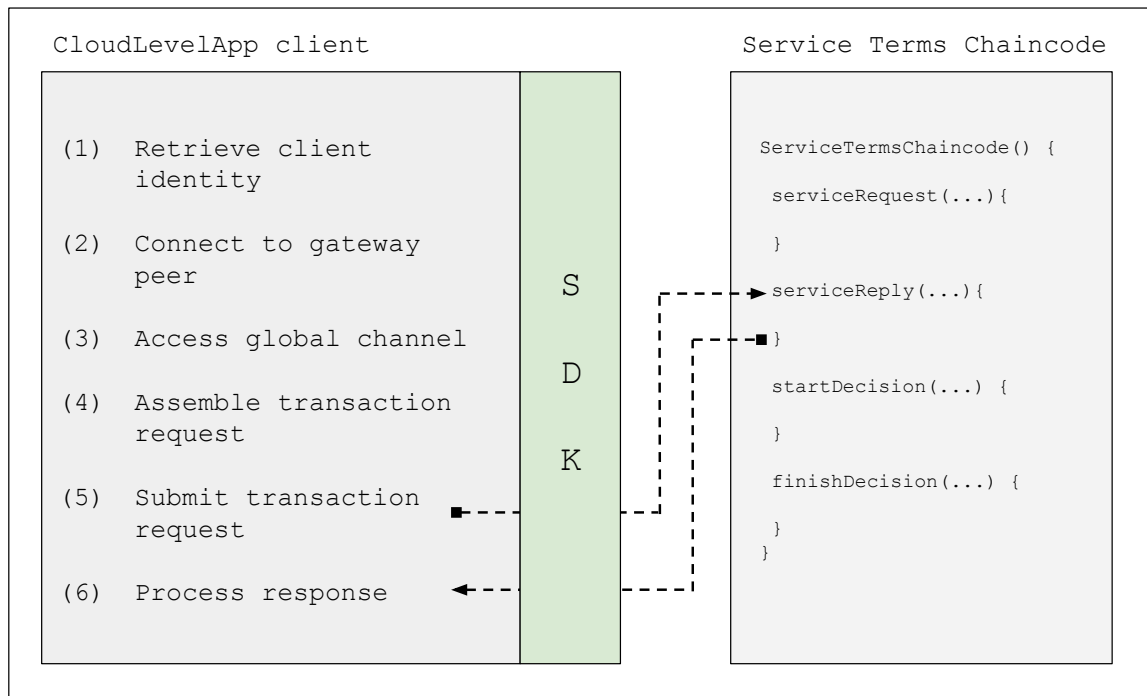 CloudLevelApp client
(1) Retrieve client
identity
(2) Connect to gateway
peer
(3) Access global channel
(4) Assemble transaction
request
(5) Submit transaction
request
(6) Process response
S
D
K
Service Terms Chaincode
ServiceTermsChaincode() {
serviceRequest(...){
}
serviceReply(...){
}
startDecision(...) {
}
finishDecision(...) {
}
}